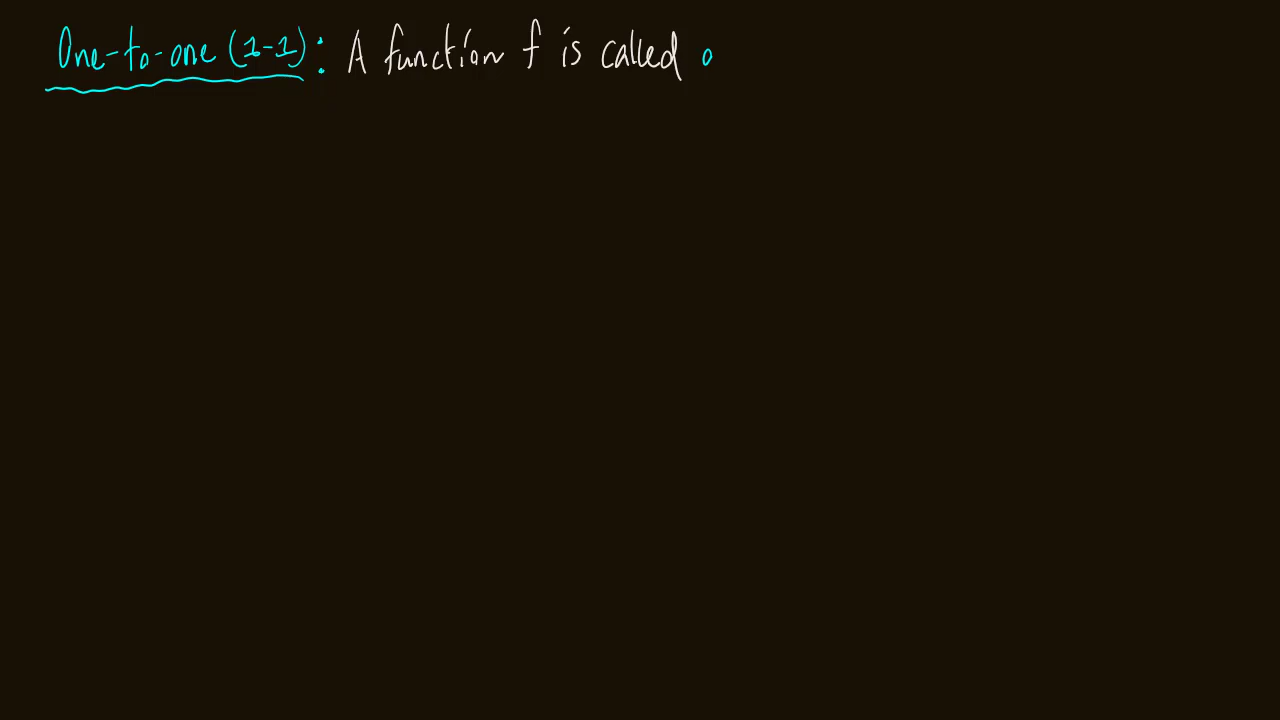 One-to-one (1-1): A function f is called o